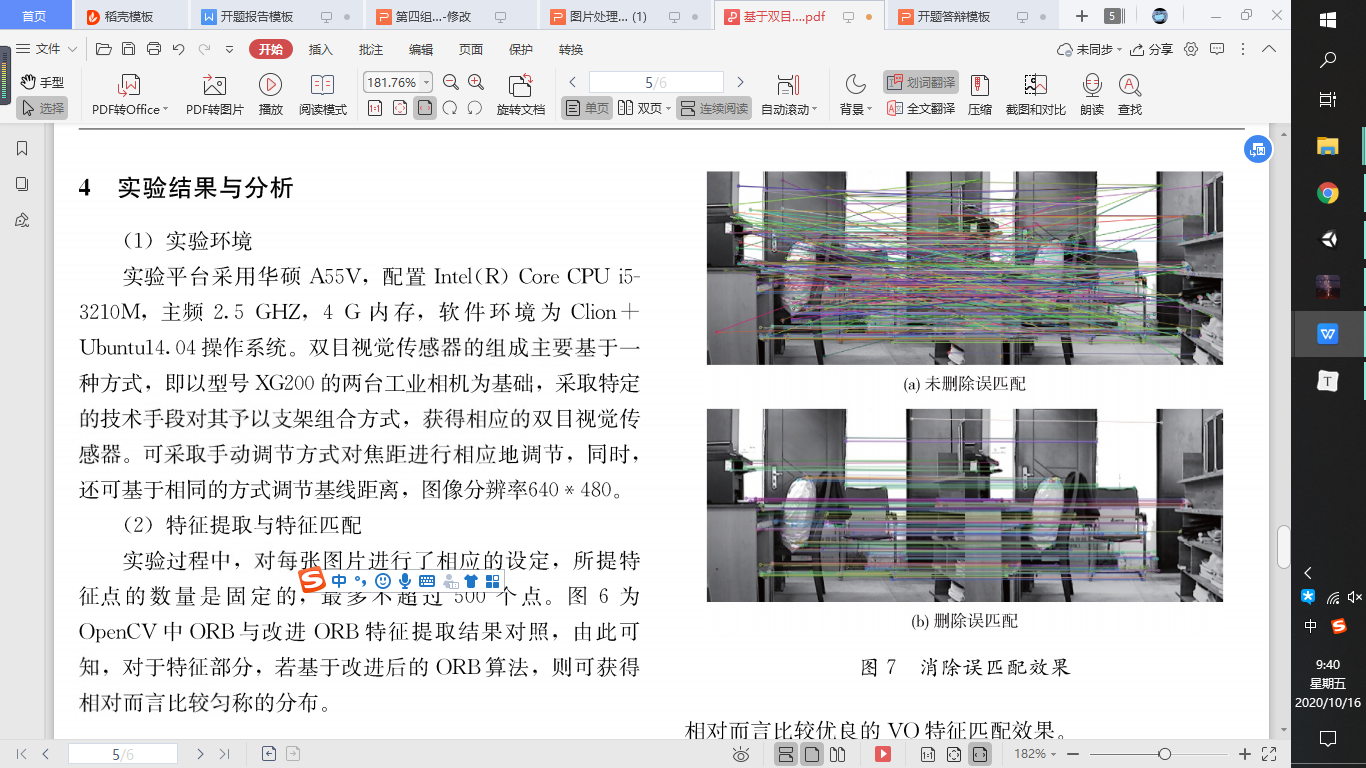 首页
稻壳模板
开题报告模板
第四组...-修改
图片处理... (1)
基于双目....pdf
开题答辩模板
5
文件
开始
插入
批注
编辑
页面
保护
转换
未同步
分享
手型
选择
PDF转Office
PDF转图片
播放
阅读模式
181.76%
1:1
旋转文档
5/6
单页
双页
连续阅读
自动滚动
背景
划词翻译
全文翻译
压缩
截图和对比
朗读
查找
4 实验结果与分析
（1）实验环境
实验平台采用华硕 A55V，配置 Intel(R) Core CPU i5-
3210M，主频 2.5 GHZ，4 G 内存，软件环境为 Clion＋
Ubuntu14.04 操作系统。双目视觉传感器的组成主要基于一
种方式，即以型号 XG200 的两台工业相机为基础，采取特定
的技术手段对其予以支架组合方式，获得相应的双目视觉传
感器。可采取手动调节方式对焦距进行相应地调节，同时，
还可基于相同的方式调节基线距离，图像分辨率640 * 480。
（2）特征提取与特征匹配
实验过程中，对每张图片进行了相应的设定，所提特
征点的数量是固定的，最多不超过 500 个点。图 6 为
OpenCV 中 ORB 与改进 ORB 特征提取结果对照，由此可
知，对于特征部分，若基于改进后的 ORB 算法，则可获得
相对而言比较匀称的分布。
中
(a) 未删除误匹配
(b) 删除误匹配
图 7 消除误匹配效果
相对而言比较优良的 VO 特征匹配效果。
5/6
1:1
182%
中
9:40
星期五
2020/10/16